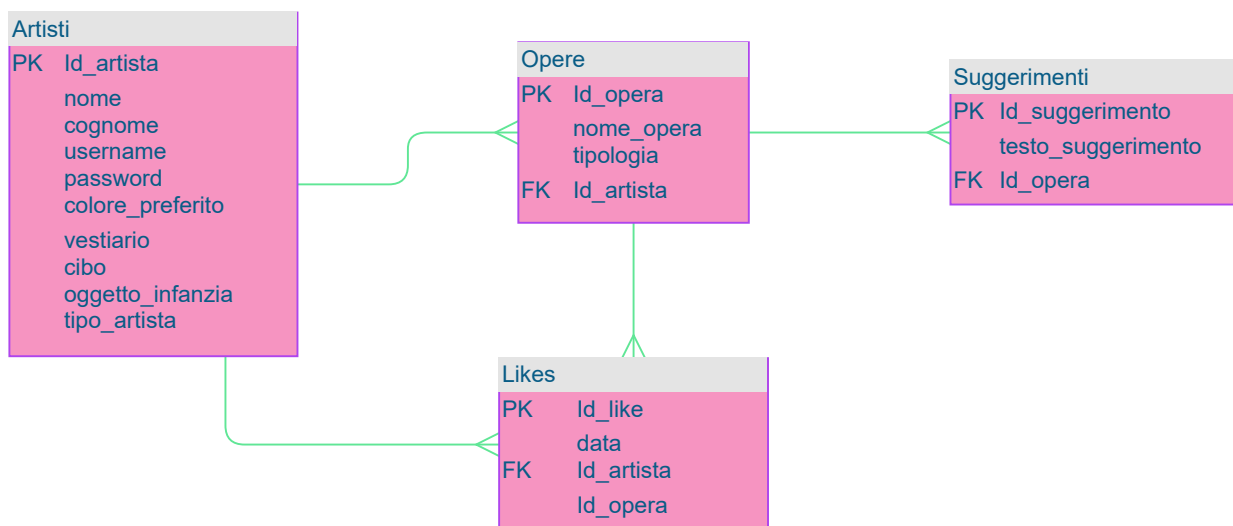 Artisti
PK Id_artista
nome
cognome
username
password
colore_preferito
vestiario
cibo
oggetto_infanzia
tipo_artista
Opere
PK Id_opera
nome_opera
tipologia
FK Id_artista
Suggerimenti
PK Id_suggerimento
testo_suggerimento
FK Id_opera
Likes
PK Id_like
data
FK Id_artista
Id_opera